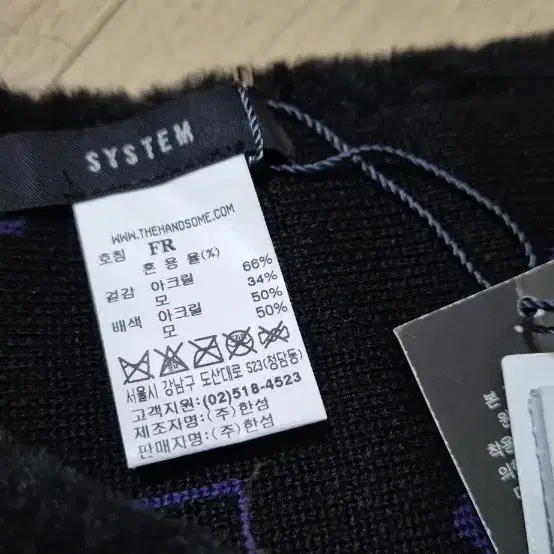 SYSTEM
WWW.THEHANDSOME.COM
호칭 FR
혼용율(%)
겉감 아크릴 66%
모 34%
배색 아크릴 50%
모 50%
서울시 강남구 도산대로 523(청담동)
고객지원:(02)518-4523
제조자명:(주)한섬
판매자명:(주)한섬